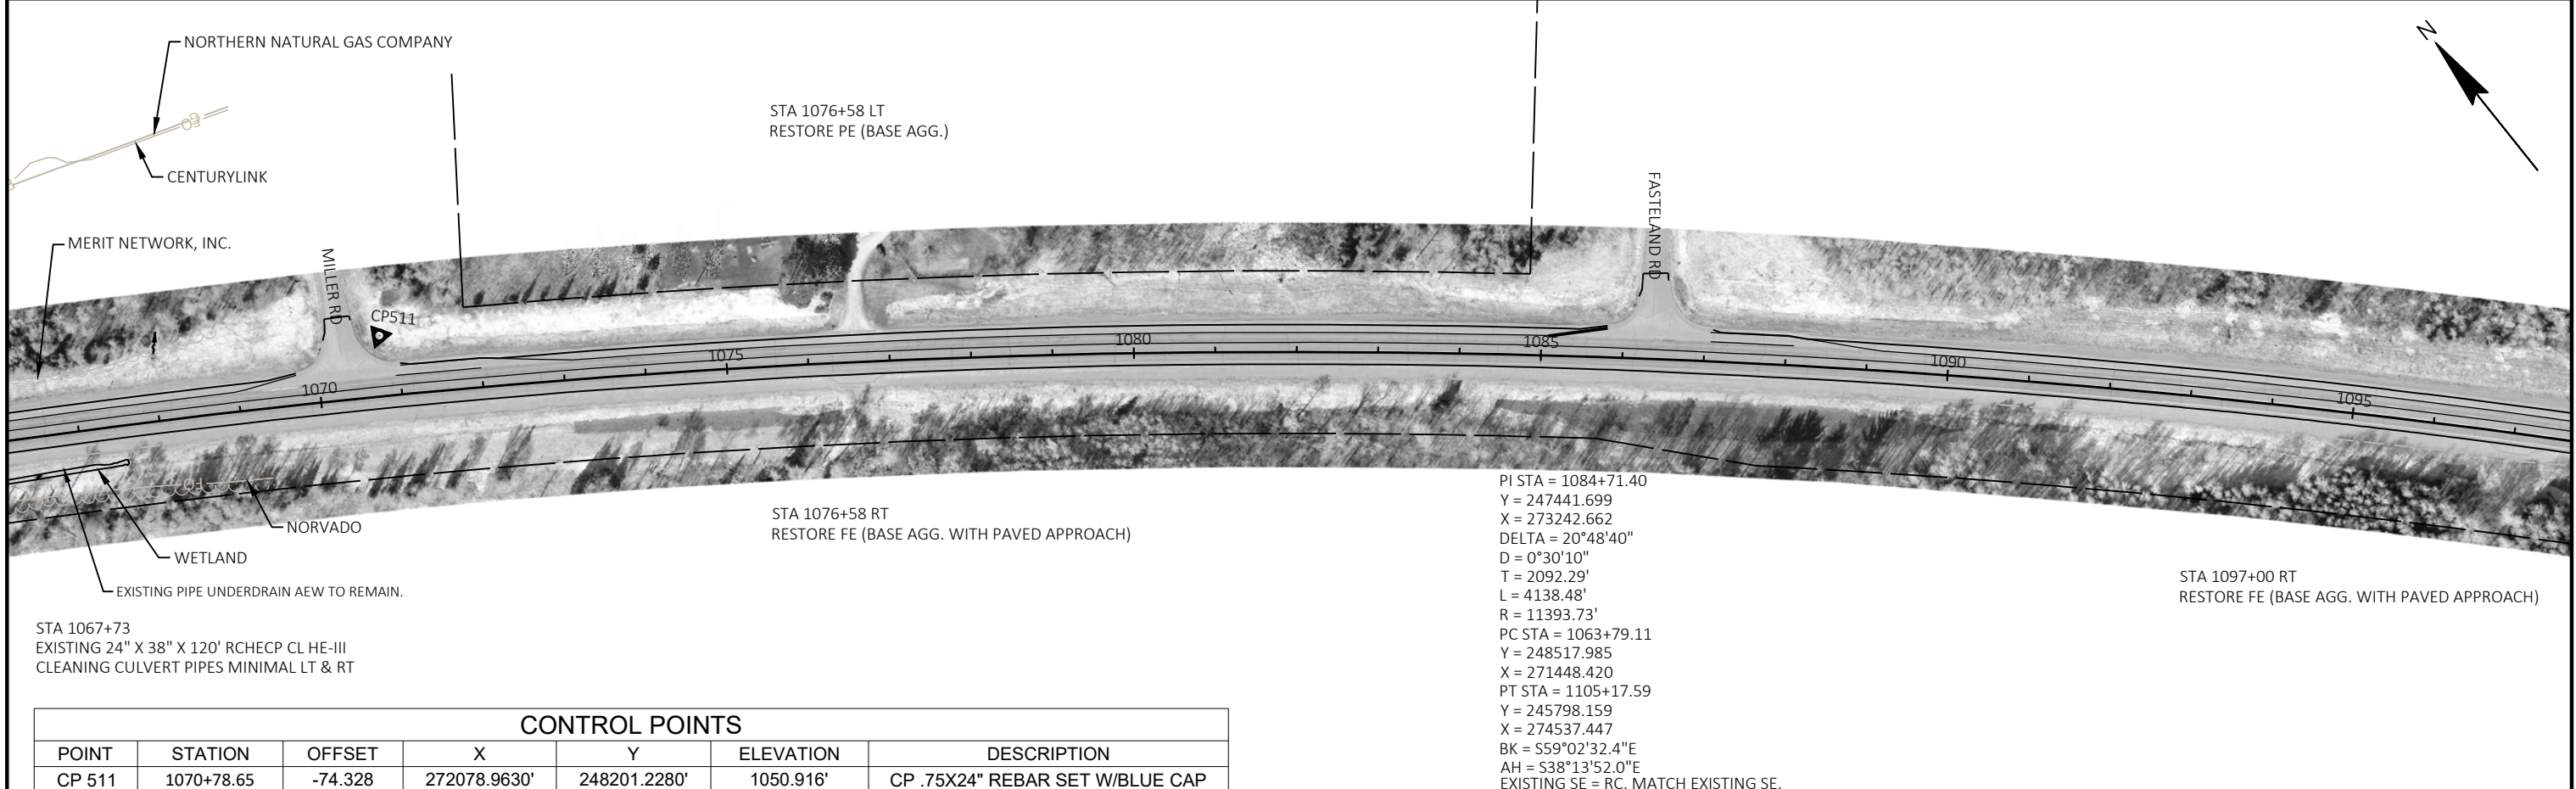 NORTHERN NATURAL GAS COMPANY
N
STA 1076+58 LT
RESTORE PE (BASE AGG.)
FO
CENTURYLINK
FASTELAND RD
MERIT NETWORK, INC.
MILLER RD
CP511
1070
1075
1080
1085
1090
1095
FO
NORVADO
WETLAND
EXISTING PIPE UNDERDRAIN AEW TO REMAIN.
STA 1076+58 RT
RESTORE FE (BASE AGG. WITH PAVED APPROACH)
PI STA = 1084+71.40
Y = 247441.699
X = 273242.662
DELTA = 20°48'40"
D = 0°30'10"
T = 2092.29'
L = 4138.48'
R = 11393.73'
PC STA = 1063+79.11
Y = 248517.985
X = 271448.420
PT STA = 1105+17.59
Y = 245798.159
X = 274537.447
BK = S59°02'32.4"E
AH = S38°13'52.0"E
EXISTING SE = RC. MATCH EXISTING SE.
STA 1097+00 RT
RESTORE FE (BASE AGG. WITH PAVED APPROACH)
STA 1067+73
EXISTING 24" X 38" X 120' RCHECP CL HE-III
CLEANING CULVERT PIPES MINIMAL LT & RT
CONTROL POINTS
POINT STATION OFFSET X Y ELEVATION DESCRIPTION
CP 511 1070+78.65 -74.328 272078.9630' 248201.2280' 1050.916' CP .75X24" REBAR SET W/BLUE CAP